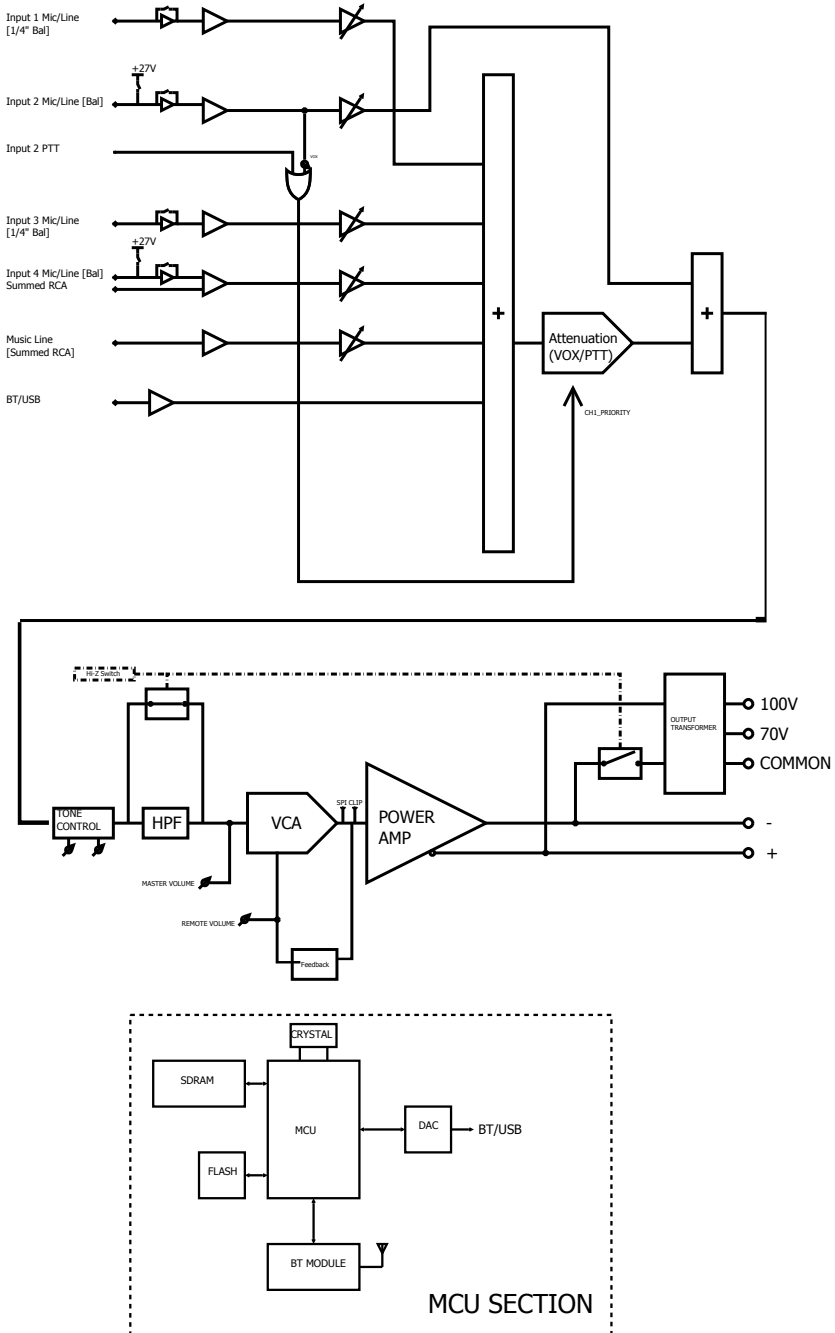 Input 1 Mic/Line
[1/4" Bal]
+27V
Input 2 Mic/Line [Bal]
Input 2 PTT
VOX
Input 3 Mic/Line
[1/4" Bal]
+27V
Input 4 Mic/Line [Bal]
Summed RCA
Music Line
[Summed RCA]
BT/USB
+
Attenuation
(VOX/PTT)
CH1_PRIORITY
+
Hi-Z Switch
OUTPUT
TRANSFORMER
100V
70V
COMMON
TONE
CONTROL
HPF
VCA
SPI CLIP
POWER
AMP
-
+
MASTER VOLUME
REMOTE VOLUME
Feedback
CRYSTAL
SDRAM
MCU
DAC
BT/USB
FLASH
BT MODULE
MCU SECTION